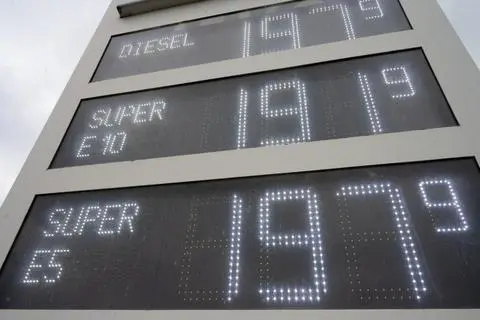 DIESEL 197⁹
SUPER
E10 191⁹
SUPER
E5 197⁹